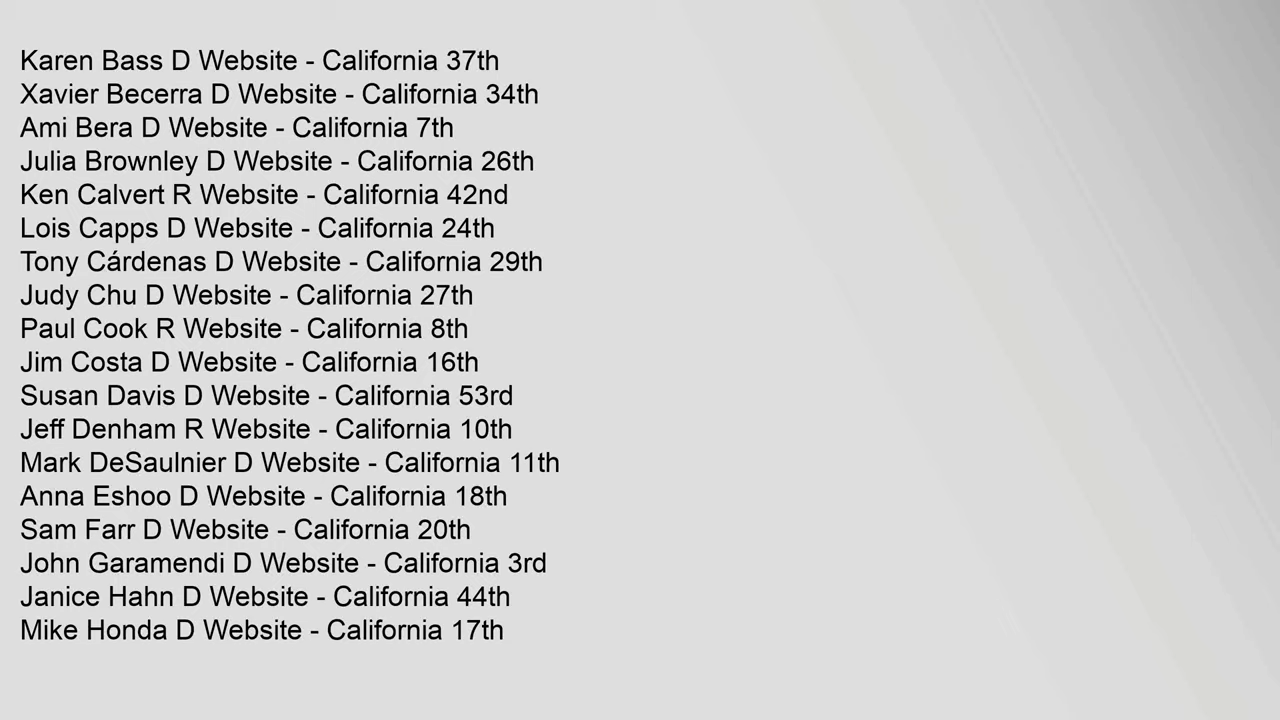 Karen Bass D Website - California 37th
Xavier Becerra D Website - California 34th
Ami Bera D Website - California 7th
Julia Brownley D Website - California 26th
Ken Calvert R Website - California 42nd
Lois Capps D Website - California 24th
Tony Cárdenas D Website - California 29th
Judy Chu D Website - California 27th
Paul Cook R Website - California 8th
Jim Costa D Website - California 16th
Susan Davis D Website - California 53rd
Jeff Denham R Website - California 10th
Mark DeSaulnier D Website - California 11th
Anna Eshoo D Website - California 18th
Sam Farr D Website - California 20th
John Garamendi D Website - California 3rd
Janice Hahn D Website - California 44th
Mike Honda D Website - California 17th